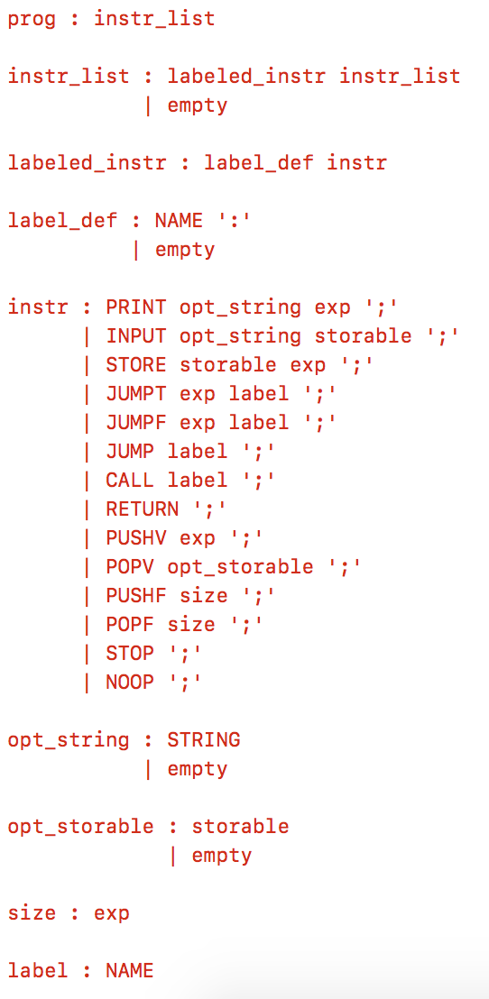 prog : instr_list
instr_list : labeled_instr instr_list
| empty
labeled_instr : label_def instr
label_def : NAME ':'
| empty
instr : PRINT opt_string exp ';'
| INPUT opt_string storable ';'
| STORE storable exp ';'
| JUMPT exp label ';'
| JUMPF exp label ';'
| JUMP label ';'
| CALL label ';'
| RETURN ';'
| PUSHV exp ';'
| POPV opt_storable ';'
| PUSHF size ';'
| POPF size ';'
| STOP ';'
| NOOP ';'
opt_string : STRING
| empty
opt_storable : storable
| empty
size : exp
label : NAME